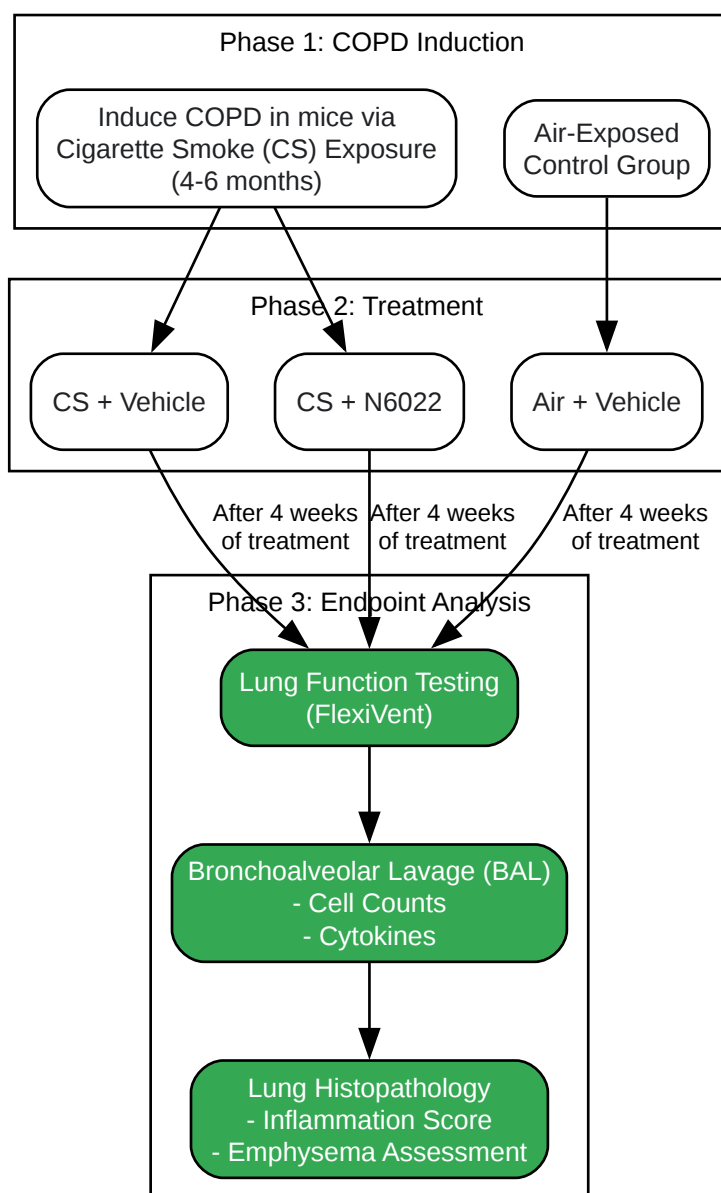 Phase 1: COPD Induction
Induce COPD in mice via
Cigarette Smoke (CS) Exposure
(4-6 months)
Air-Exposed
Control Group
Phase 2: Treatment
CS + Vehicle
CS + N6022
Air + Vehicle
After 4 weeks
of treatment
After 4 weeks
of treatment
After 4 weeks
of treatment
Phase 3: Endpoint Analysis
Lung Function Testing
(FlexiVent)
Bronchoalveolar Lavage (BAL)
- Cell Counts
- Cytokines
Lung Histopathology
- Inflammation Score
- Emphysema Assessment